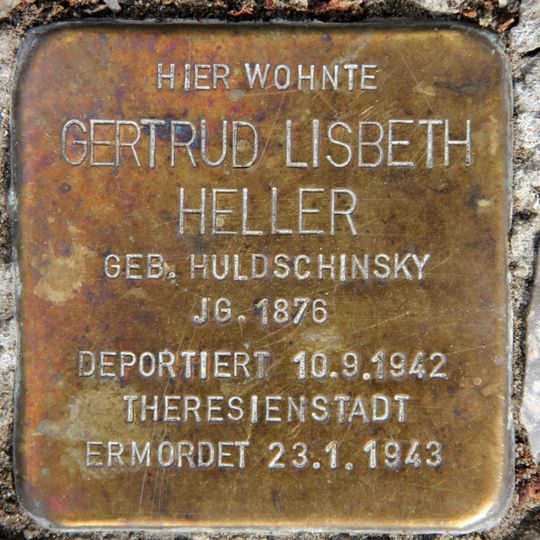 HIER WOHNTE
GERTRUD LISBETH
HELLER
GEB. HULDSCHINSKY
JG. 1876
DEPORTIERT 10.9.1942
THERESIENSTADT
ERMORDET 23.1.1943